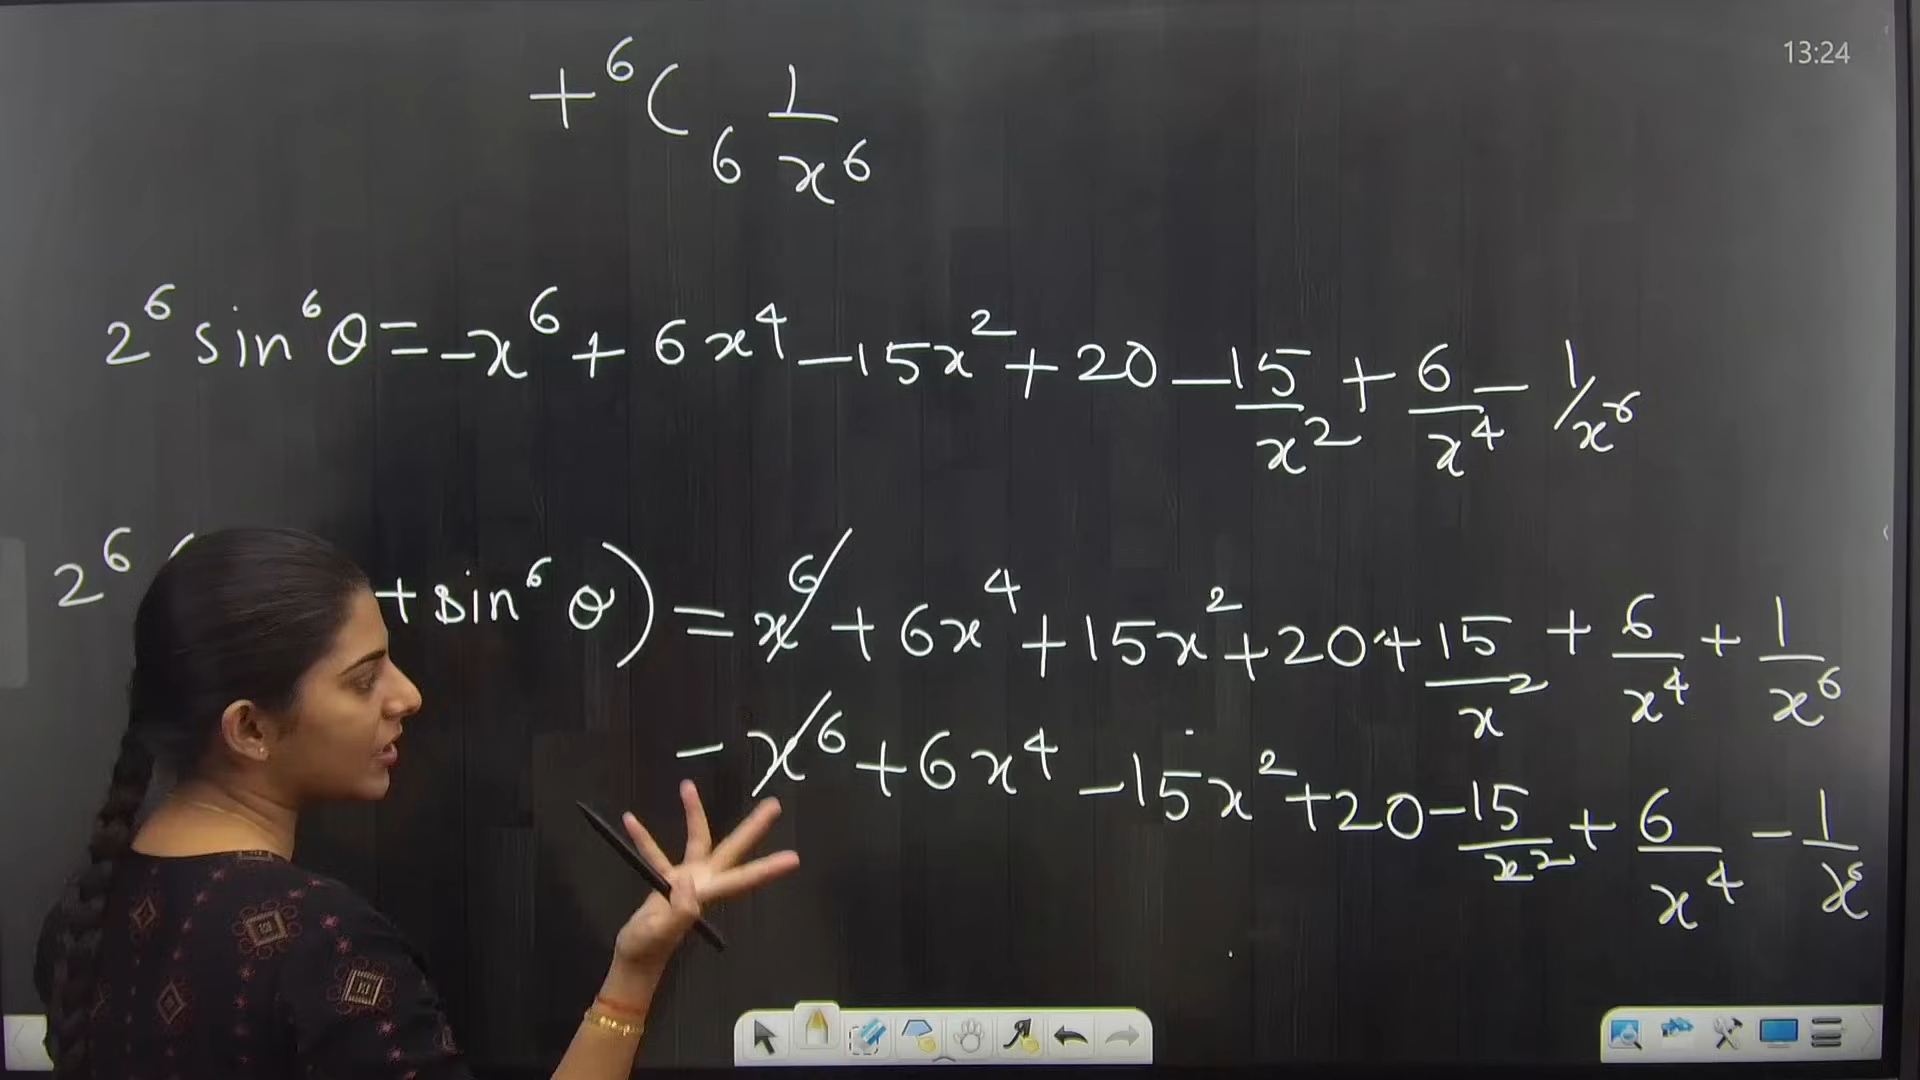 13:24
+ ⁶C₆ 1/x⁶
2⁶ sin⁶θ = -x⁶ + 6x⁴ - 15x² + 20 - 15/x² + 6/x⁴ - 1/x⁶
2⁶ ( + sin⁶ θ) = x⁶ + 6x⁴ + 15x² + 20 + 15/x² + 6/x⁴ + 1/x⁶
- x⁶ + 6x⁴ - 15x² + 20 - 15/x² + 6/x⁴ - 1/x⁶